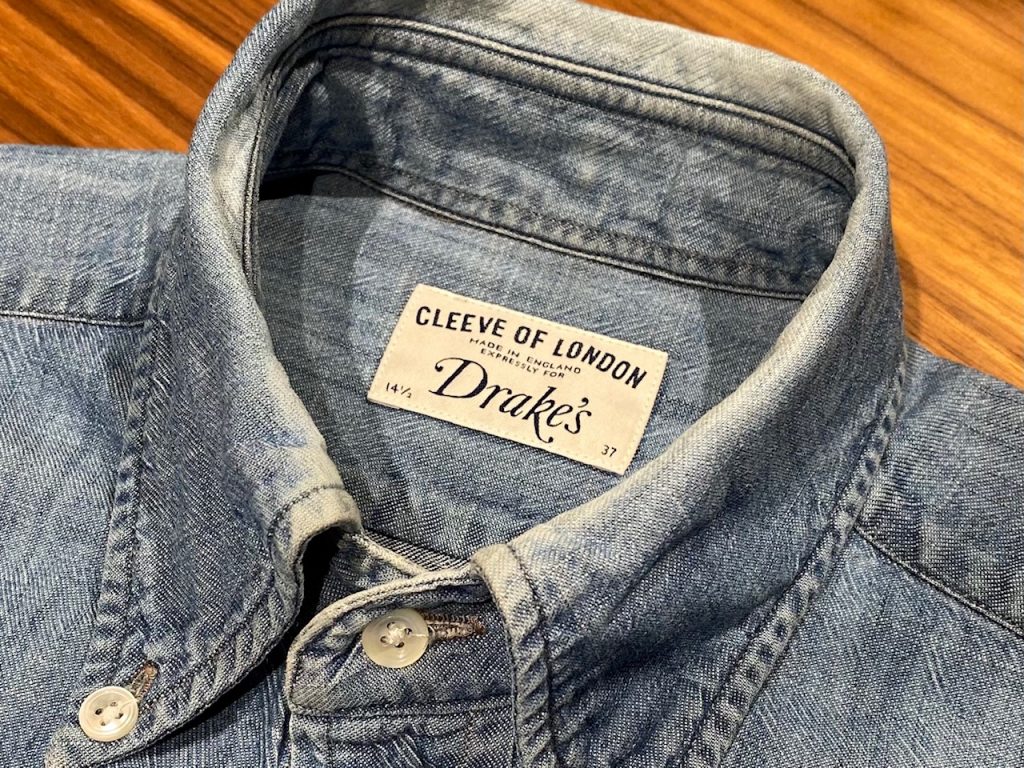 CLEEVE OF LONDON
MADE IN ENGLAND
EXPRESSLY FOR
Drake's
14½
37